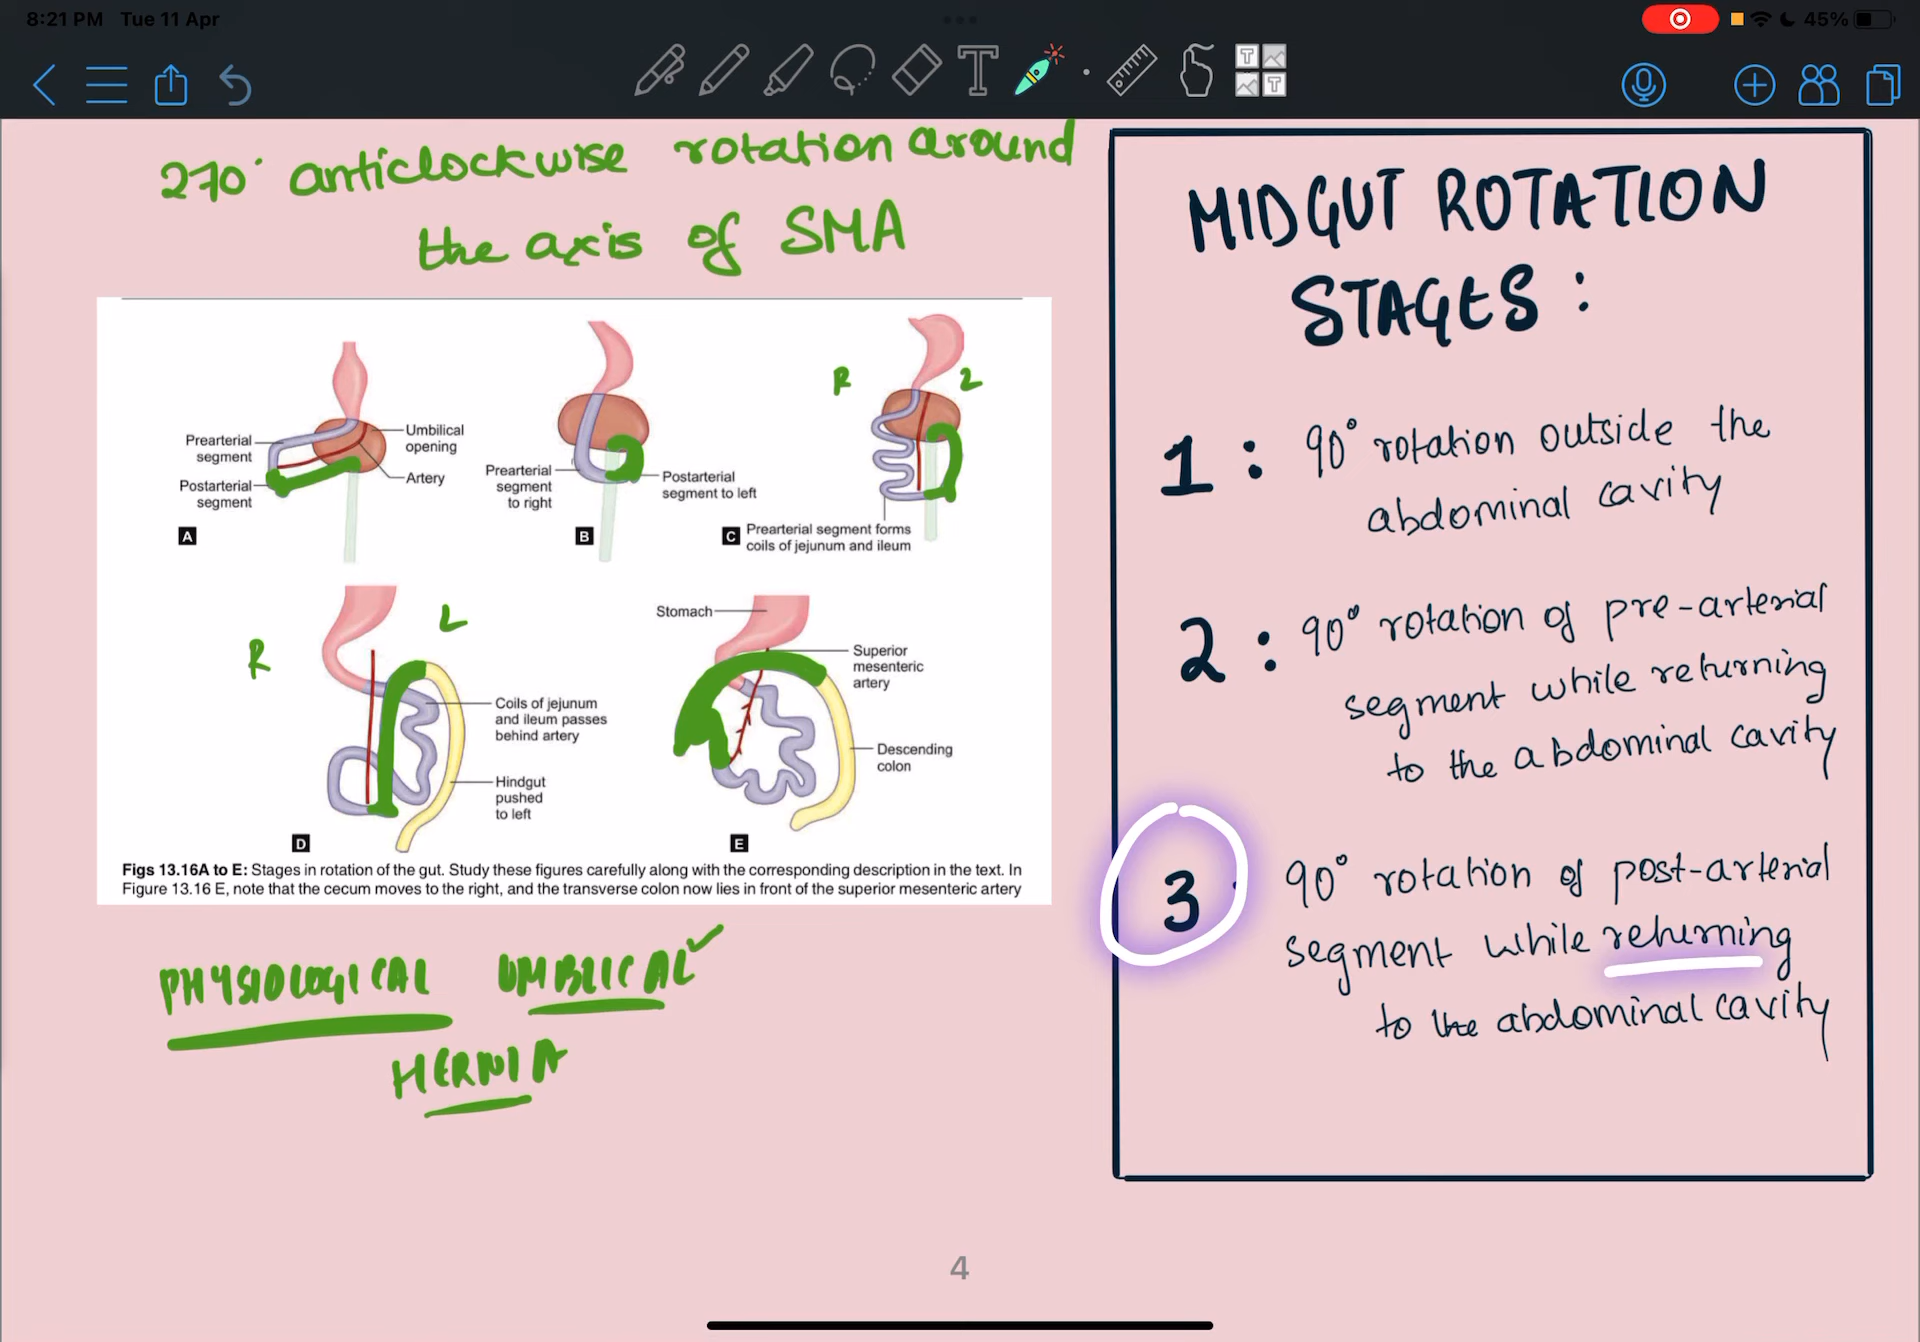 8:21 PM Tue 11 Apr
45%
270° anticlockwise rotation around
the axis of SMA
Prearterial
segment
Postarterial
segment
Umbilical
opening
Artery
A
Prearterial
segment
to right
Postarterial
segment to left
B
R L
C Prearterial segment forms
coils of jejunum and ileum
R L
Coils of jejunum
and ileum passes
behind artery
Hindgut
pushed
to left
D
Stomach
Superior
mesenteric
artery
Descending
colon
E
Figs 13.16A to E: Stages in rotation of the gut. Study these figures carefully along with the corresponding description in the text. In
Figure 13.16 E, note that the cecum moves to the right, and the transverse colon now lies in front of the superior mesenteric artery
PHYSIOLOGICAL UMBLICAL
HERNIA
MIDGUT ROTATION
STAGES :
1 : 90° rotation outside the
abdominal cavity
2 : 90° rotation of pre-arterial
segment while returning
to the abdominal cavity
3 : 90° rotation of post-arterial
segment while returning
to the abdominal cavity
4